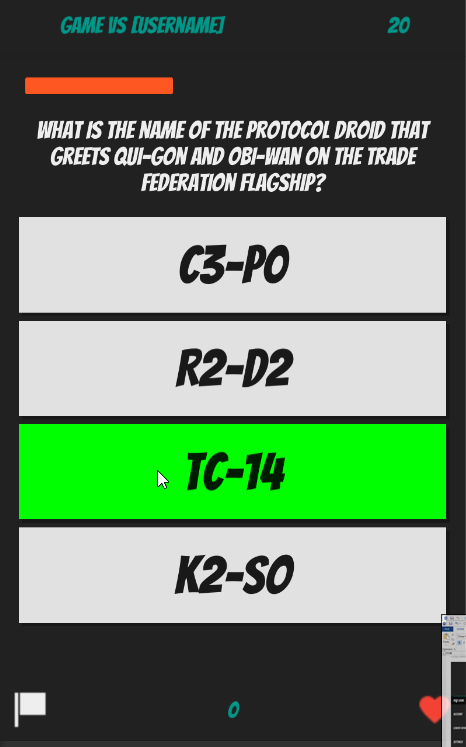 GAME VS [USERNAME]
20
WHAT IS THE NAME OF THE PROTOCOL DROID THAT
GREETS QUI-GON AND OBI-WAN ON THE TRADE
FEDERATION FLAGSHIP?
C3-PO
R2-D2
TC-14
K2-SO
0